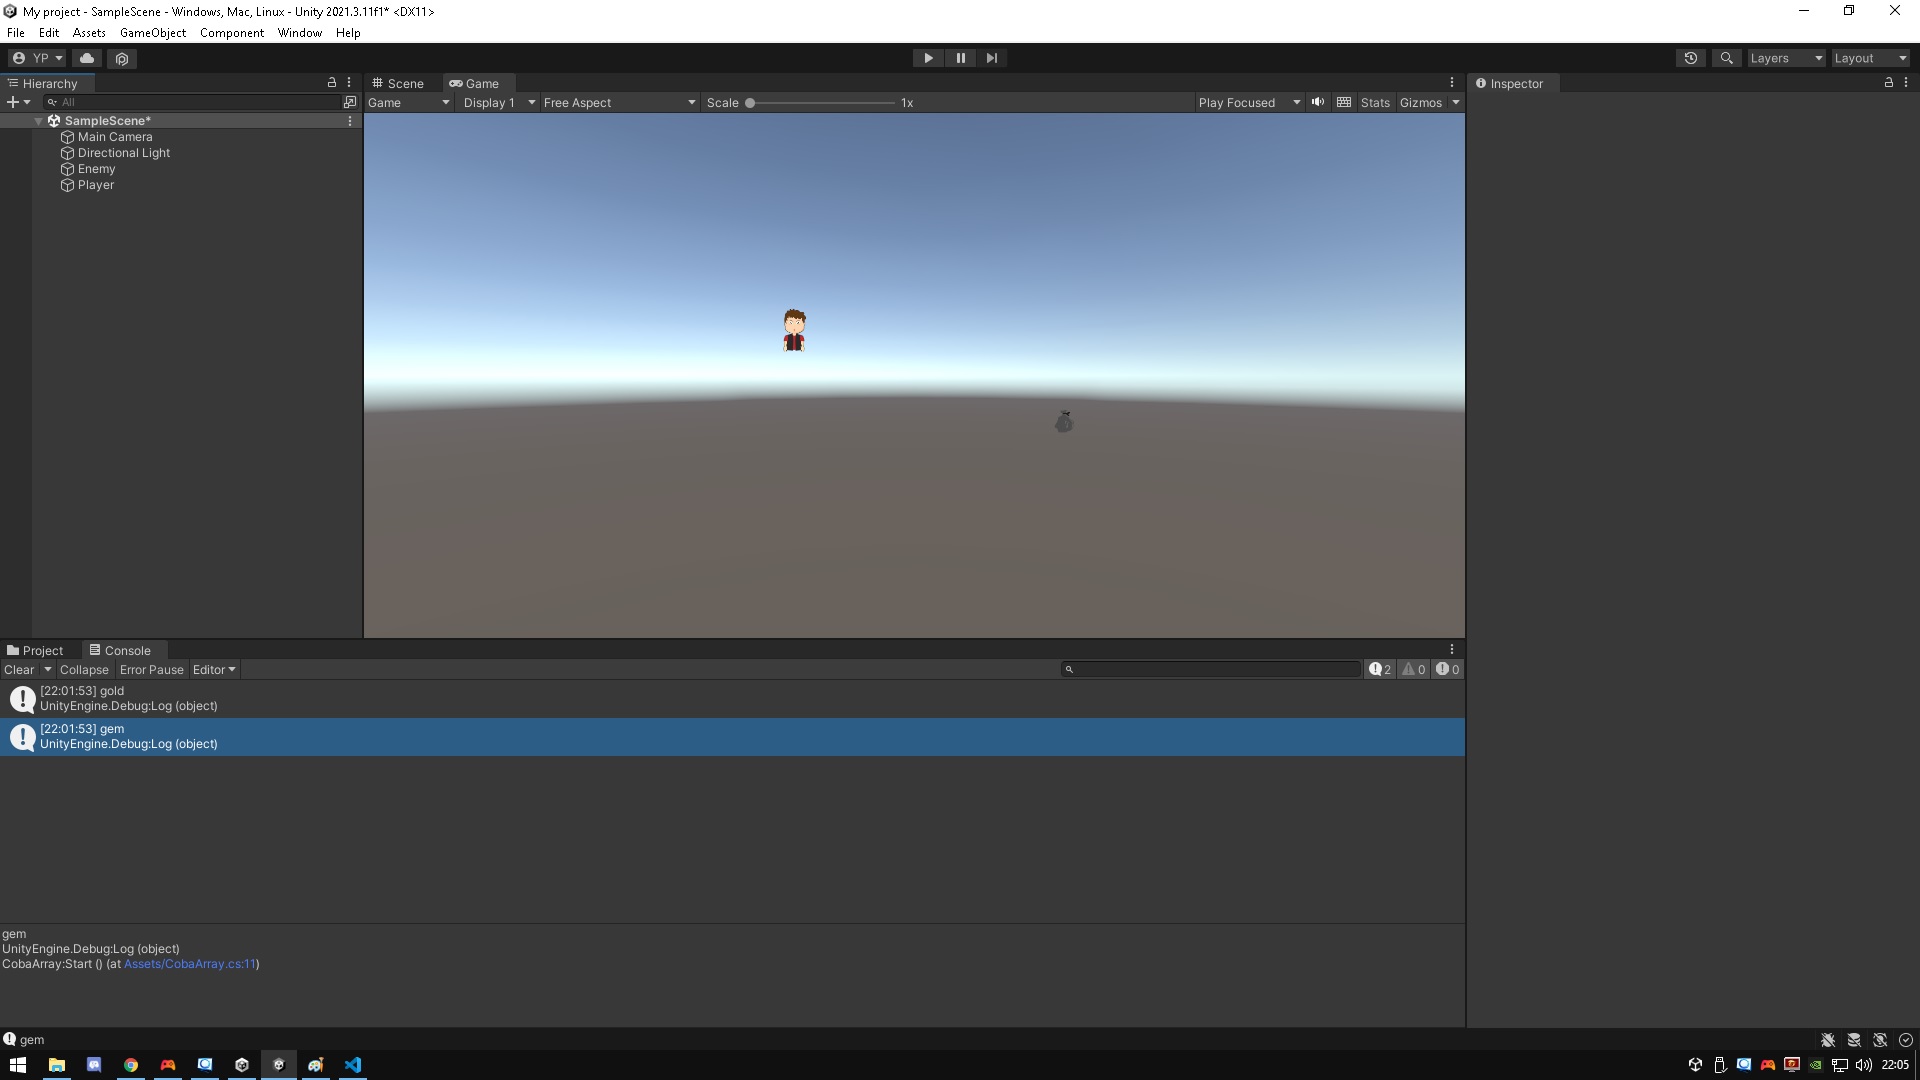 My project - SampleScene - Windows, Mac, Linux - Unity 2021.3.11f1* <DX11>
File Edit Assets GameObject Component Window Help
YP Layers Layout
Hierarchy Scene Game Inspector
All Game Display 1 Free Aspect Scale 1x Play Focused Stats Gizmos
SampleScene*
Main Camera
Directional Light
Enemy
Player
Project Console
Clear Collapse Error Pause Editor 2 0 0
[22:01:53] gold
UnityEngine.Debug:Log (object)
[22:01:53] gem
UnityEngine.Debug:Log (object)
gem
UnityEngine.Debug:Log (object)
CobaArray:Start () (at Assets/CobaArray.cs:11)
gem
22:05